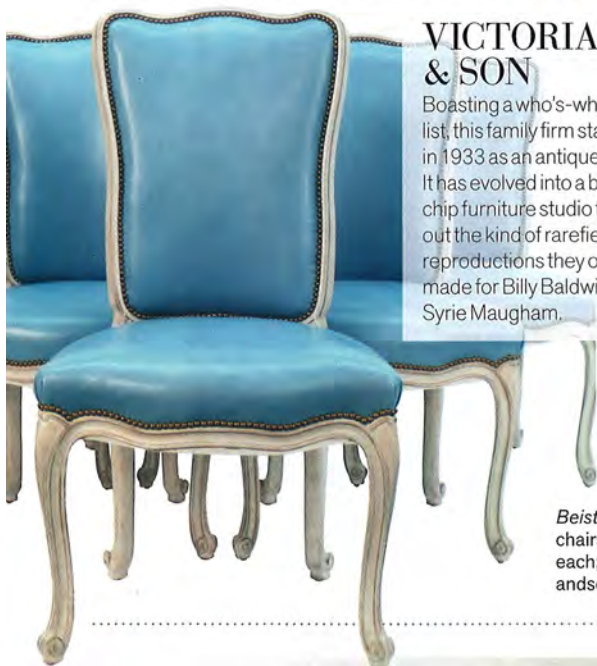 VICTORIA
& SON
Boasting a who's-wh
list, this family firm sta
in 1933 as an antique
It has evolved into a b
chip furniture studio t
out the kind of rarefie
reproductions they o
made for Billy Baldwi
Syrie Maugham.
Beist
chair
each;
andso